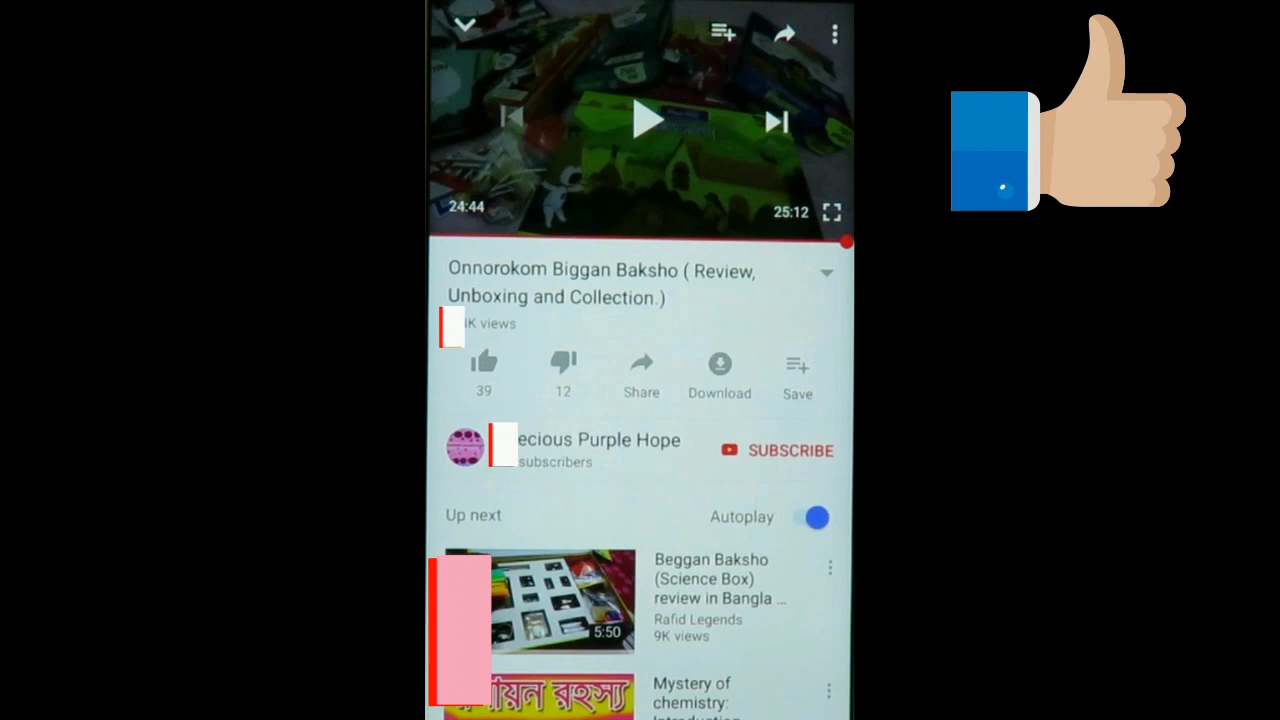 24:44
25:12
Onnorokom Biggan Baksho ( Review,
Unboxing and Collection.)
K views
39
12
Share
Download
Save
ecious Purple Hope
subscribers
SUBSCRIBE
Up next
Autoplay
Beggan Baksho
(Science Box)
review in Bangla ...
Rafid Legends
9K views
5:50
রহস্য
Mystery of
chemistry: